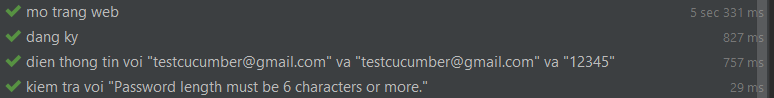 mo trang web 5 sec 331 ms
dang ky 827 ms
dien thong tin voi "testcucumber@gmail.com" va "testcucumber@gmail.com" va "12345" 757 ms
kiem tra voi "Password length must be 6 characters or more." 29 ms